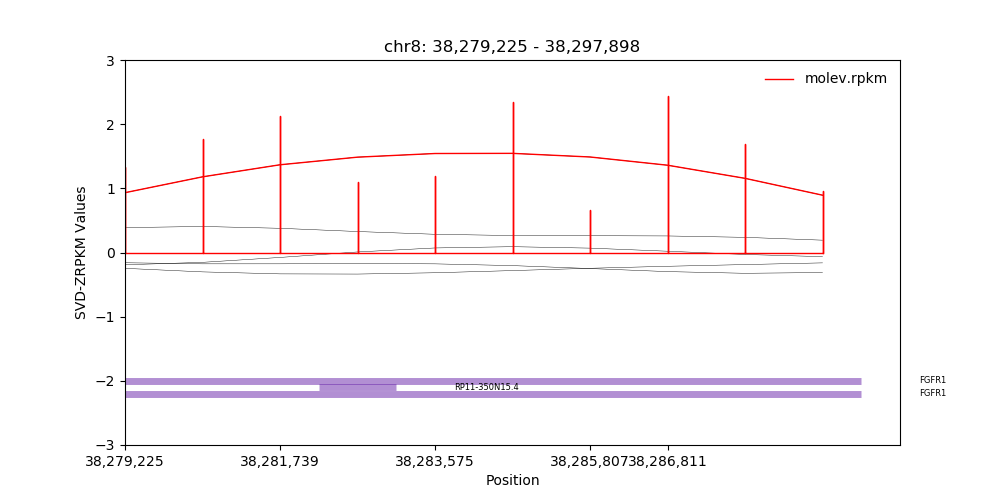 chr8: 38,279,225 - 38,297,898
molev.rpkm
3
2
1
0
−1
−2
−3
SVD-ZRPKM Values
FGFR1
RP11-350N15.4
FGFR1
38,279,225 38,281,739 38,283,575 38,285,807 38,286,811
Position